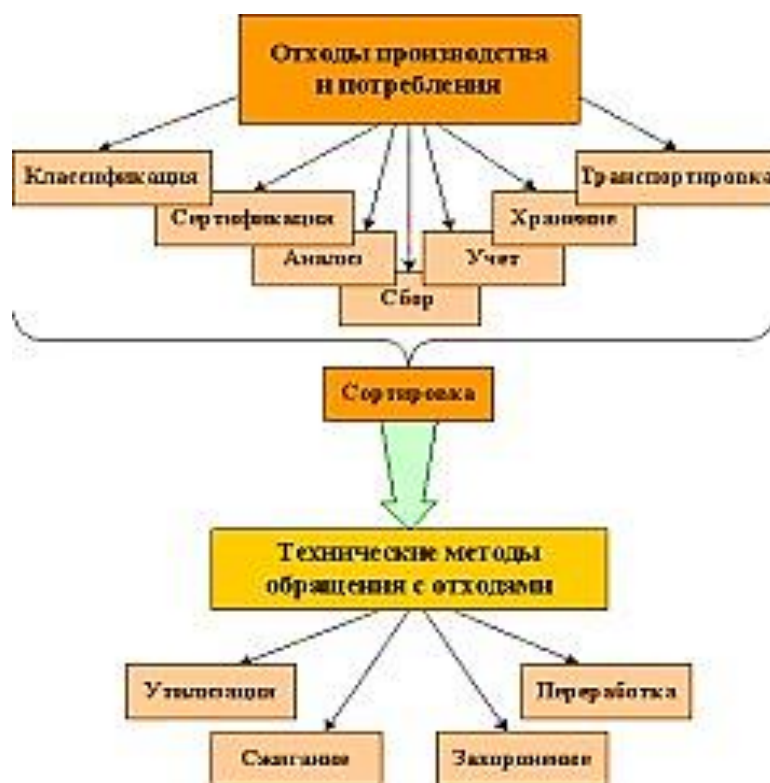 Отходы производства
и потребления
Классификация
Транспортировка
Сертификация
Хранение
Анализ
Учет
Сбор
Сортировка
Технические методы
обращения с отходами
Утилизация
Переработка
Сжигание
Захоронение